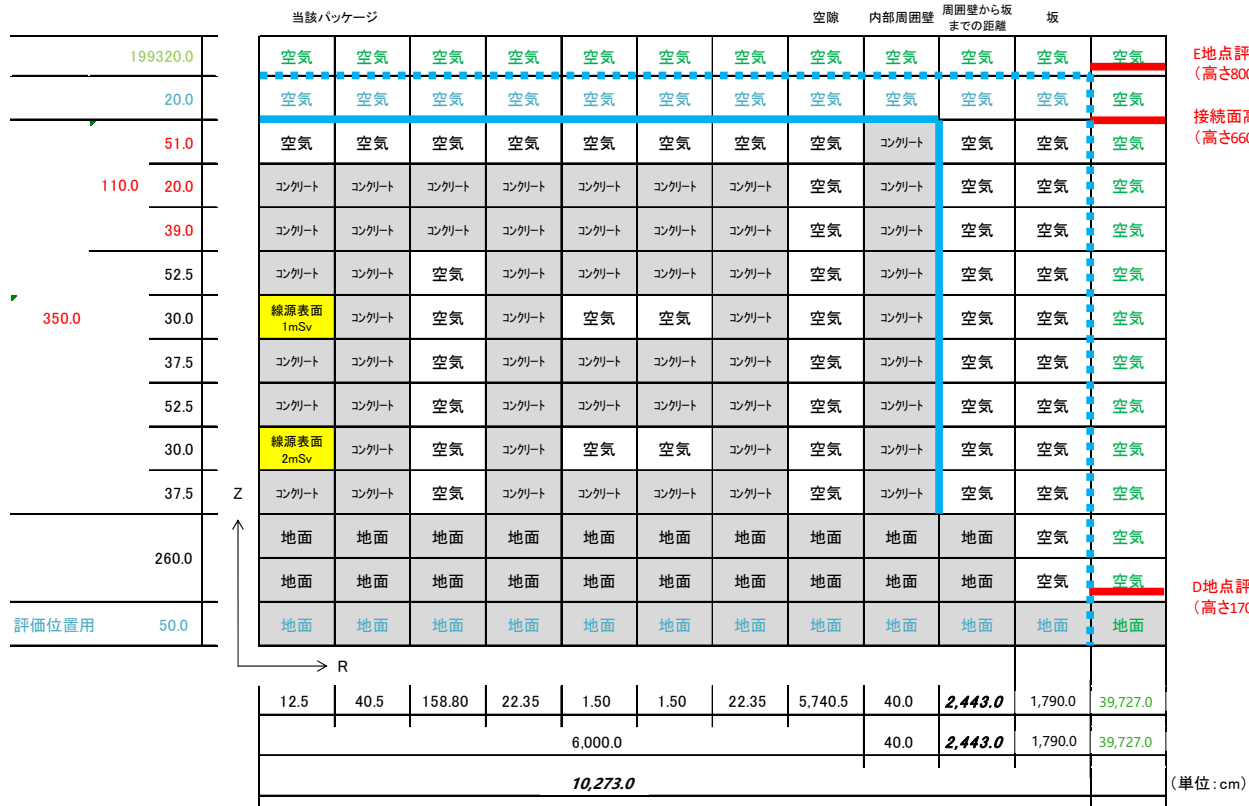 当該パッケージ 空隙 内部周囲壁 周囲壁から坂 坂
までの距離
199320.0 空気 空気 空気 空気 空気 空気 空気 空気 空気 空気 空気 空気 E地点評
(高さ800
20.0 空気 空気 空気 空気 空気 空気 空気 空気 空気 空気 空気 空気
接続面高
51.0 空気 空気 空気 空気 空気 空気 空気 空気 コンクリート 空気 空気 空気 (高さ660
110.0 20.0 コンクリート コンクリート コンクリート コンクリート コンクリート コンクリート コンクリート 空気 コンクリート 空気 空気 空気
39.0 コンクリート コンクリート コンクリート コンクリート コンクリート コンクリート コンクリート 空気 コンクリート 空気 空気 空気
52.5 コンクリート コンクリート 空気 コンクリート コンクリート コンクリート コンクリート 空気 コンクリート 空気 空気 空気
350.0 30.0 線源表面 コンクリート 空気 コンクリート 空気 空気 コンクリート 空気 コンクリート 空気 空気 空気
1mSv
37.5 コンクリート コンクリート 空気 コンクリート コンクリート コンクリート コンクリート 空気 コンクリート 空気 空気 空気
52.5 コンクリート コンクリート 空気 コンクリート コンクリート コンクリート コンクリート 空気 コンクリート 空気 空気 空気
30.0 線源表面 コンクリート 空気 コンクリート 空気 空気 コンクリート 空気 コンクリート 空気 空気 空気
2mSv
37.5 Z コンクリート コンクリート 空気 コンクリート コンクリート コンクリート コンクリート 空気 コンクリート 空気 空気 空気
地面 地面 地面 地面 地面 地面 地面 地面 地面 地面 空気 空気
260.0
地面 地面 地面 地面 地面 地面 地面 地面 地面 地面 空気 空気 D地点評
(高さ170
評価位置用 50.0 地面 地面 地面 地面 地面 地面 地面 地面 地面 地面 地面 地面
R
12.5 40.5 158.80 22.35 1.50 1.50 22.35 5,740.5 40.0 2,443.0 1,790.0 39,727.0
6,000.0 40.0 2,443.0 1,790.0 39,727.0
10,273.0 (単位:cm)